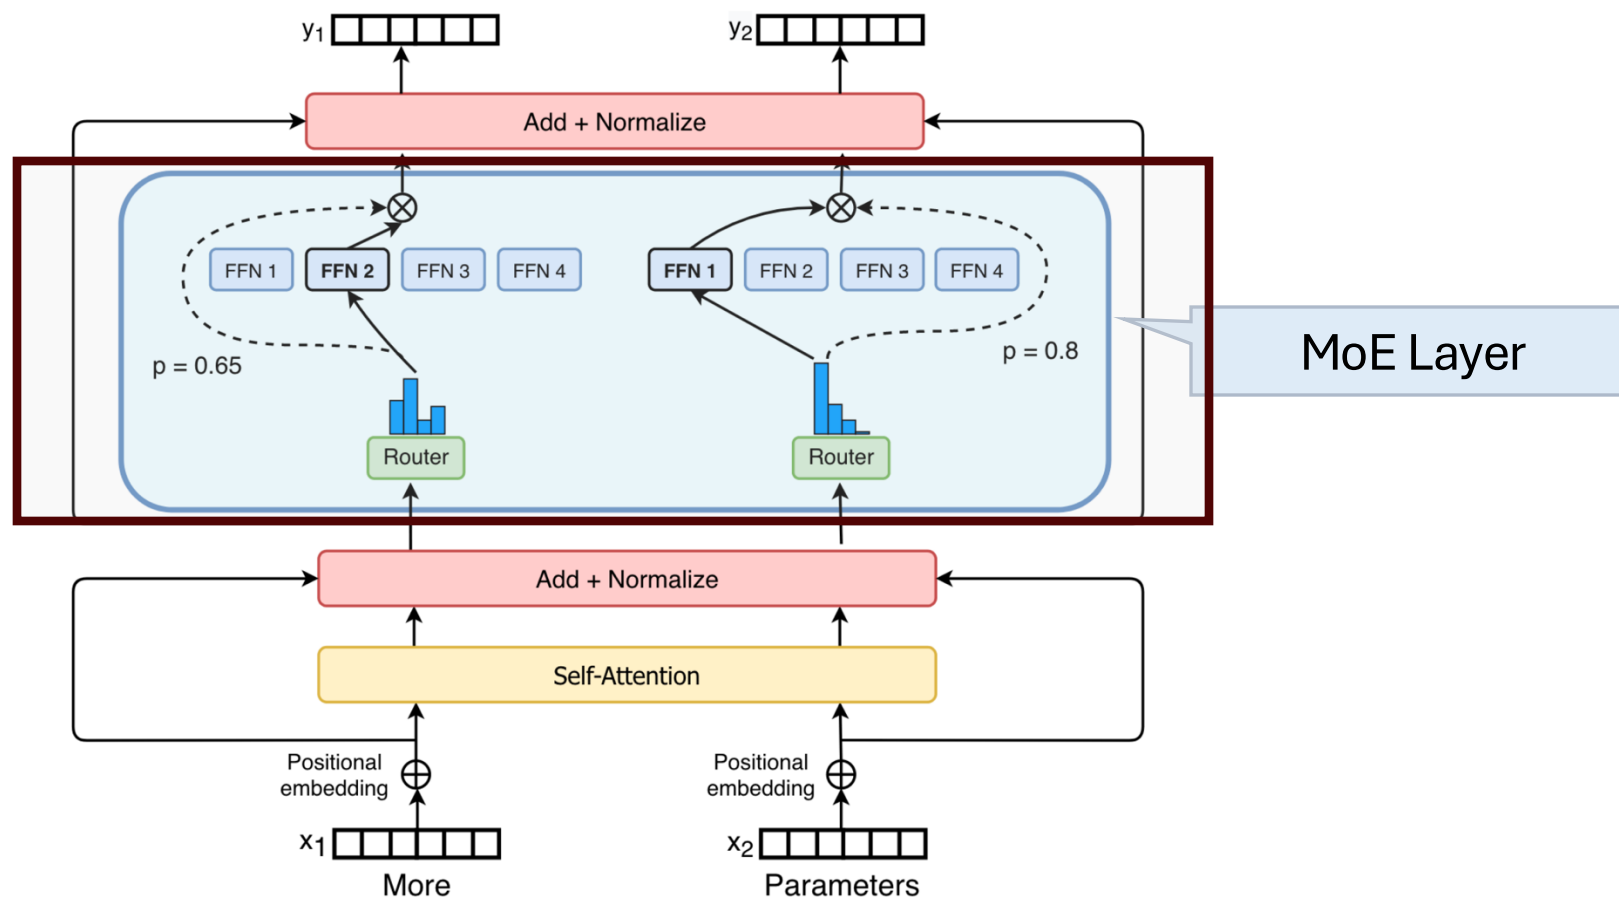 y1
y2
Add + Normalize
FFN 1
FFN 2
FFN 3
FFN 4
FFN 1
FFN 2
FFN 3
FFN 4
p = 0.65
p = 0.8
MoE Layer
Router
Router
Add + Normalize
Self-Attention
Positional
embedding
Positional
embedding
x1
x2
More
Parameters